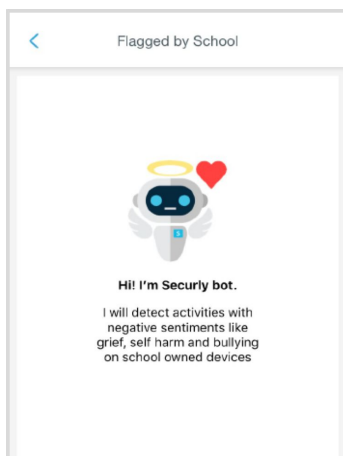 Flagged by School
S
Hi! I'm Securly bot.
I will detect activities with
negative sentiments like
grief, self harm and bullying
on school owned devices